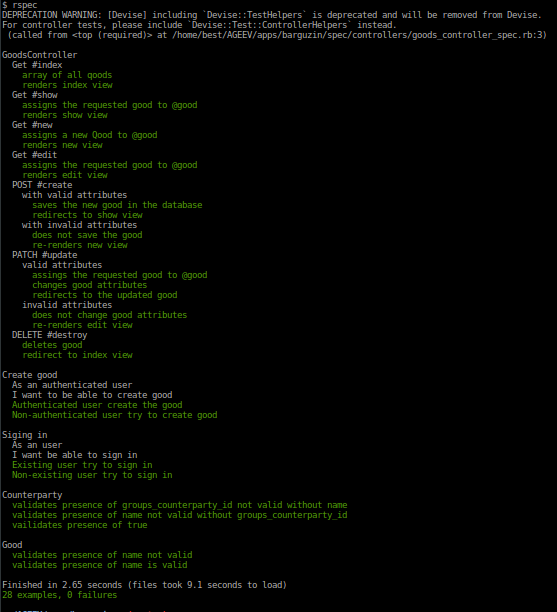 $ rspec
DEPRECATION WARNING: [Devise] including `Devise::TestHelpers` is deprecated and will be removed from Devise.
For controller tests, please include `Devise::Test::ControllerHelpers` instead.
(called from <top (required)> at /home/best/AGEEV/apps/barguzin/spec/controllers/goods_controller_spec.rb:3)
GoodsController
Get #index
array of all qoods
renders index view
Get #show
assigns the requested good to @good
renders show view
Get #new
assigns a new Qood to @good
renders new view
Get #edit
assigns the requested good to @good
renders edit view
POST #create
with valid attributes
saves the new good in the database
redirects to show view
with invalid attributes
does not save the good
re-renders new view
PATCH #update
valid attributes
assings the requested good to @good
changes good attributes
redirects to the updated good
invalid attributes
does not change good attributes
re-renders edit view
DELETE #destroy
deletes good
redirect to index view
Create good
As an authenticated user
I want to be able to create good
Authenticated user create the good
Non-authenticated user try to create good
Siging in
As an user
I want be able to sign in
Existing user try to sign in
Non-existing user try to sign in
Counterparty
validates presence of groups_counterparty_id not valid without name
validates presence of name not valid without groups_counterparty_id
vailidates presence of true
Good
validates presence of name not valid
validates presence of name is valid
Finished in 2.65 seconds (files took 9.1 seconds to load)
28 examples, 0 failures